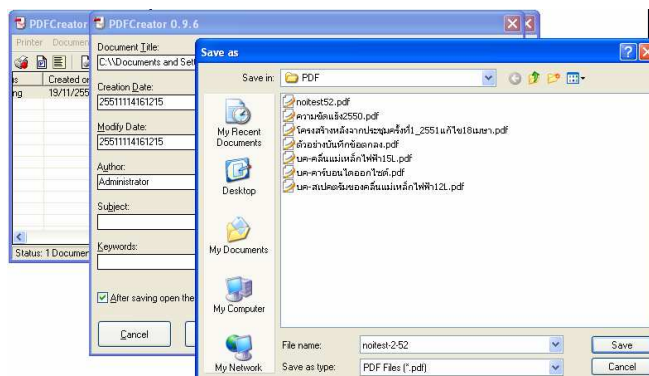 PDFCreator
Printer Documen
s Created or
ng 19/11/255
Status: 1 Documen
PDFCreator 0.9.6
Document Title:
C:\\Documents and Sett
Creation Date:
25511114161215
Modify Date:
25511114161215
Author:
Administrator
Subject:
Keywords:
After saving open the
Cancel
Save as
Save in: PDF
My Recent Documents
Desktop
My Documents
My Computer
My Network
noitest52.pdf
ความขัดแย้ง2550.pdf
โครงสร้างหลังจากประชุมครั้งที่1_2551แก้ไข18เมษา.pdf
ตัวอย่างบันทึกข้อตกลง.pdf
บค-คลื่นแม่เหล็กไฟฟ้า15L.pdf
บค-คาร์บอนไดออกไซด์.pdf
บค-สเปคตรัมของคลื่นแม่เหล็กไฟฟ้า12L.pdf
File name: noitest-2-52 Save
Save as type: PDF Files (*.pdf) Cancel